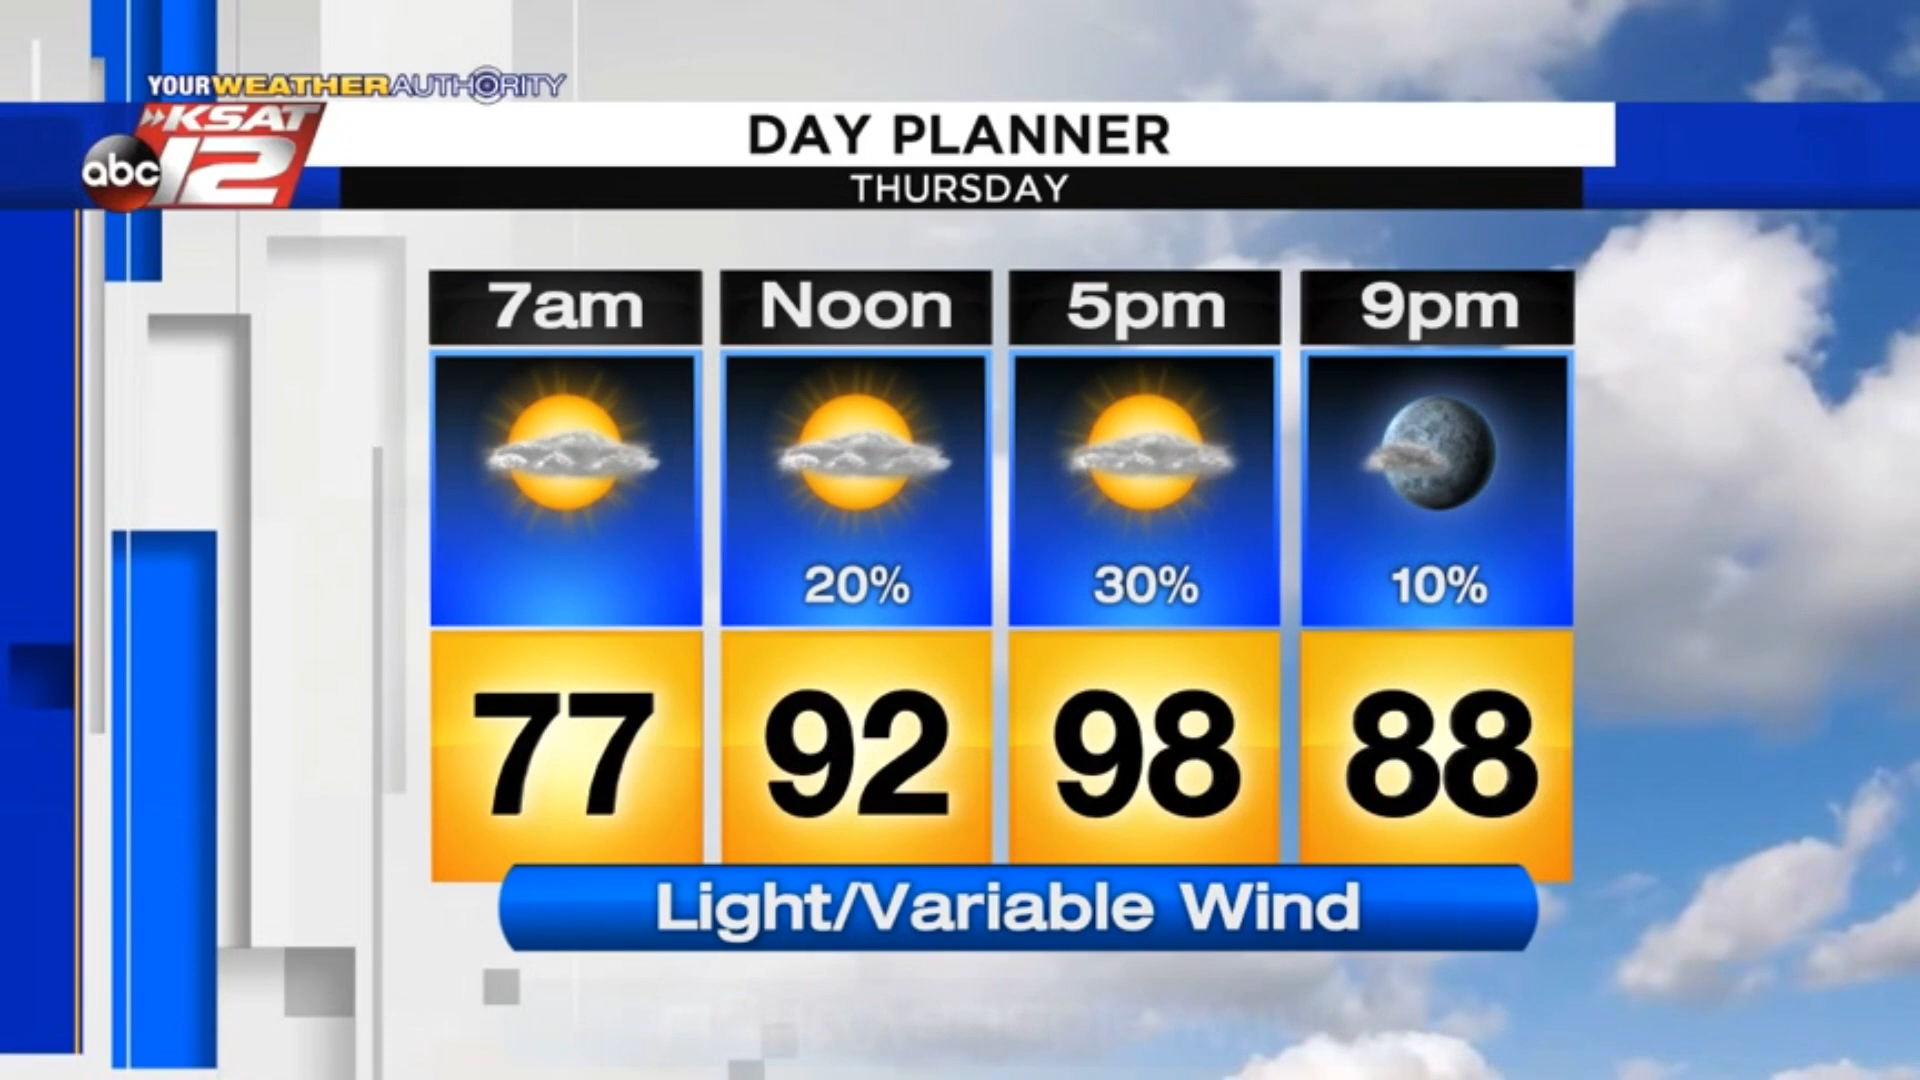 YOURWEATHERAUTHORITY
KSAT
abc 12
DAY PLANNER
THURSDAY
7am Noon 5pm 9pm
20% 30% 10%
77 92 98 88
Light/Variable Wind